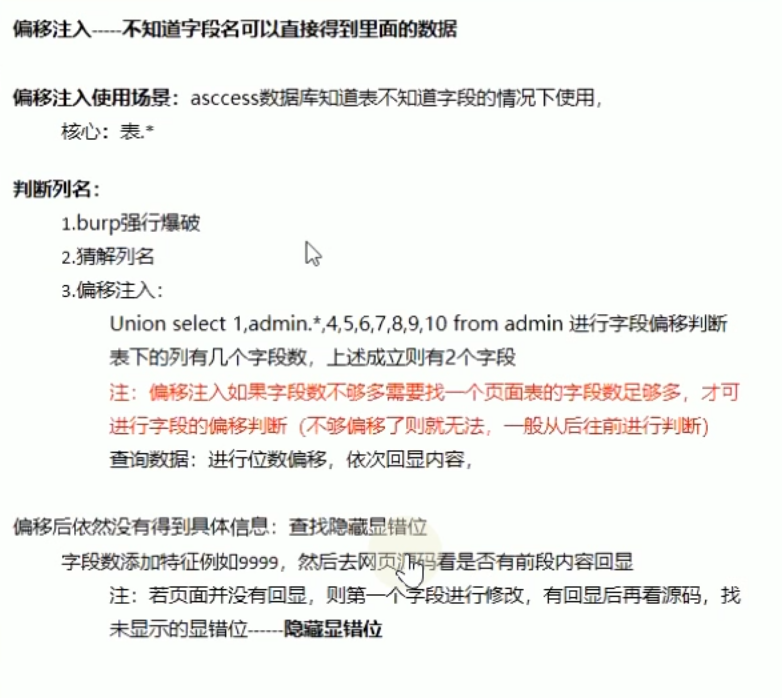 偏移注入-----不知道字段名可以直接得到里面的数据
偏移注入使用场景：asccess数据库知道表不知道字段的情况下使用，
核心：表.*
判断列名：
1.burp强行爆破
2.猜解列名
3.偏移注入：
Union select 1,admin.*,4,5,6,7,8,9,10 from admin 进行字段偏移判断
表下的列有几个字段数，上述成立则有2个字段
注：偏移注入如果字段数不够多需要找一个页面表的字段数足够多，才可
进行字段的偏移判断（不够偏移了则就无法，一般从后往前进行判断)
查询数据：进行位数偏移，依次回显内容，
偏移后依然没有得到具体信息：查找隐藏显错位
字段数添加特征例如9999，然后去网页源码看是否有前段内容回显
注：若页面并没有回显，则第一个字段进行修改，有回显后再看源码，找
未显示的显错位------隐藏显错位